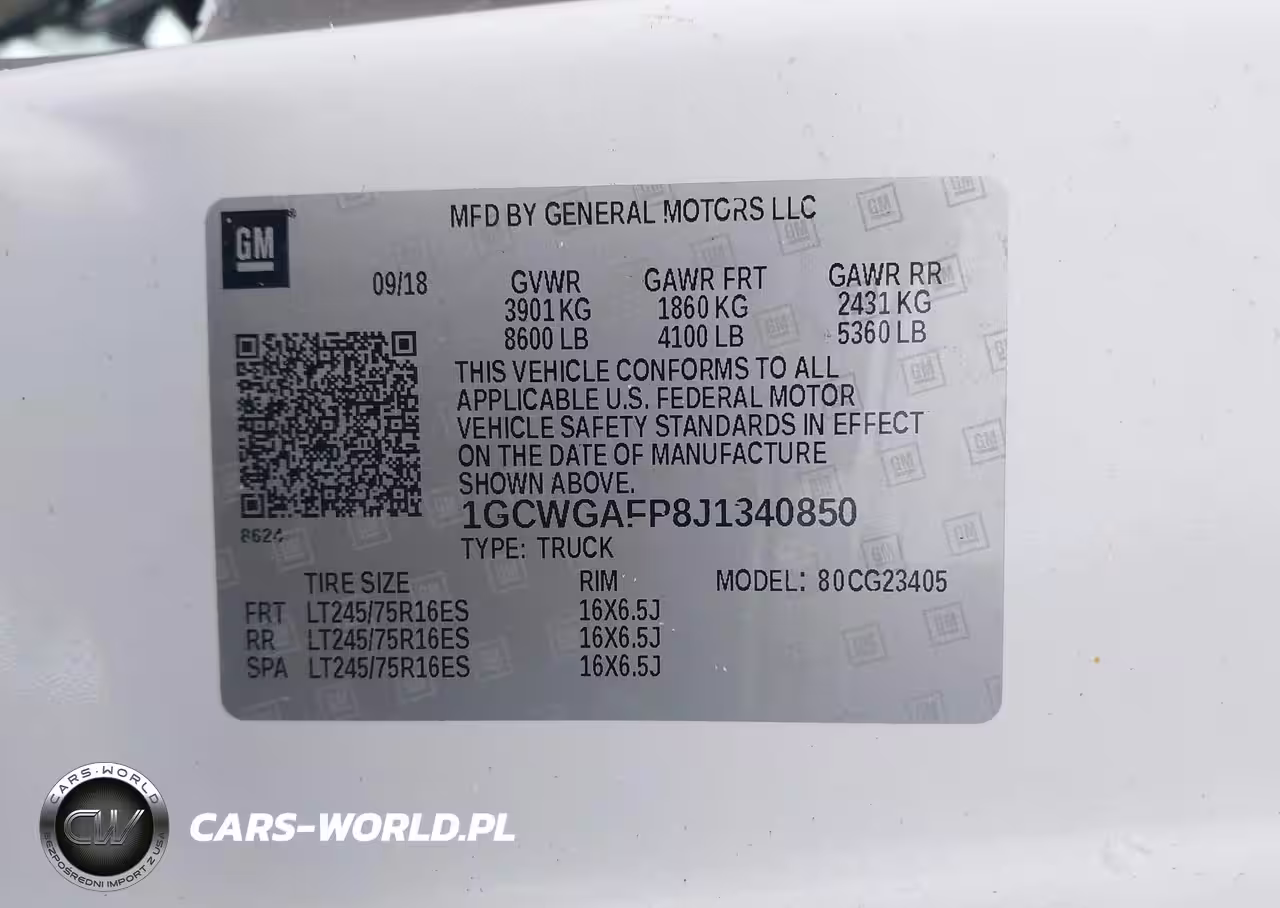 GM
MFD BY GENERAL MOTORS LLC
09/18 GVWR GAWR FRT GAWR RR
3901 KG 1860 KG 2431 KG
8600 LB 4100 LB 5360 LB
THIS VEHICLE CONFORMS TO ALL
APPLICABLE U.S. FEDERAL MOTOR
VEHICLE SAFETY STANDARDS IN EFFECT
ON THE DATE OF MANUFACTURE
SHOWN ABOVE.
8624
1GCWGAFP8J1340850
TYPE: TRUCK
TIRE SIZE RIM MODEL: 80CG23405
FRT LT245/75R16ES 16X6.5J
RR LT245/75R16ES 16X6.5J
SPA LT245/75R16ES 16X6.5J
CARS-WORLD
CW
BEZPOŚREDNI IMPORT Z USA
CARS-WORLD.PL